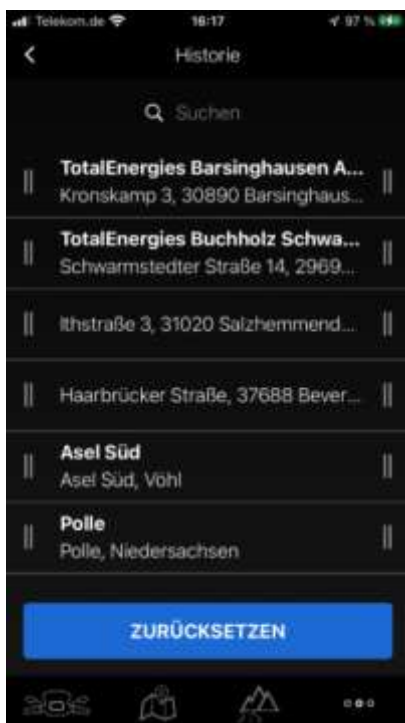 Telekom.de 16:17 97 %
Historie
Suchen
TotalEnergies Barsinghausen A...
Kronskamp 3, 30890 Barsinghaus...
TotalEnergies Buchholz Schwa...
Schwarmstedter Straße 14, 2969...
Ithstraße 3, 31020 Salzhemmend...
Haarbrücker Straße, 37688 Bever...
Asel Süd
Asel Süd, Vöhl
Polle
Polle, Niedersachsen
ZURÜCKSETZEN